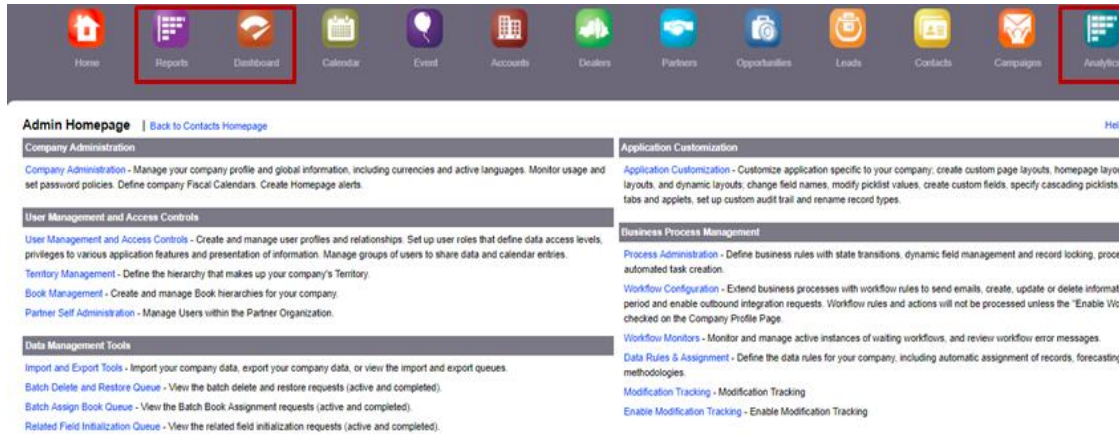 Home Reports Dashboard Calendar Event Accounts Dealers Partners Opportunities Leads Contacts Campaigns Analytics
Admin Homepage | Back to Contacts Homepage
Company Administration
Company Administration - Manage your company profile and global information, including currencies and active languages. Monitor usage and
set password policies. Define company Fiscal Calendars. Create Homepage alerts.
User Management and Access Controls
User Management and Access Controls - Create and manage user profiles and relationships. Set up user roles that define data access levels,
privileges to various application features and presentation of information. Manage groups of users to share data and calendar entries.
Territory Management - Define the hierarchy that makes up your company's Territory.
Book Management - Create and manage Book hierarchies for your company.
Partner Self Administration - Manage Users within the Partner Organization.
Data Management Tools
Import and Export Tools - Import your company data, export your company data, or view the import and export queues.
Batch Delete and Restore Queue - View the batch delete and restore requests (active and completed).
Batch Assign Book Queue - View the Batch Book Assignment requests (active and completed).
Related Field Initialization Queue - View the related field initialization requests (active and completed).
Hel
Application Customization
Application Customization - Customize application specific to your company; create custom page layouts, homepage layou
layouts, and dynamic layouts; change field names, modify picklist values, create custom fields, specify cascading picklists,
tabs and applets, set up custom audit trail and rename record types.
Business Process Management
Process Administration - Define business rules with state transitions, dynamic field management and record locking, proce
automated task creation.
Workflow Configuration - Extend business processes with workflow rules to send emails, create, update or delete informat
period and enable outbound integration requests. Workflow rules and actions will not be processed unless the "Enable Wo
checked on the Company Profile Page.
Workflow Monitors - Monitor and manage active instances of waiting workflows, and review workflow error messages.
Data Rules & Assignment - Define the data rules for your company, including automatic assignment of records, forecasting
methodologies.
Modification Tracking - Modification Tracking
Enable Modification Tracking - Enable Modification Tracking